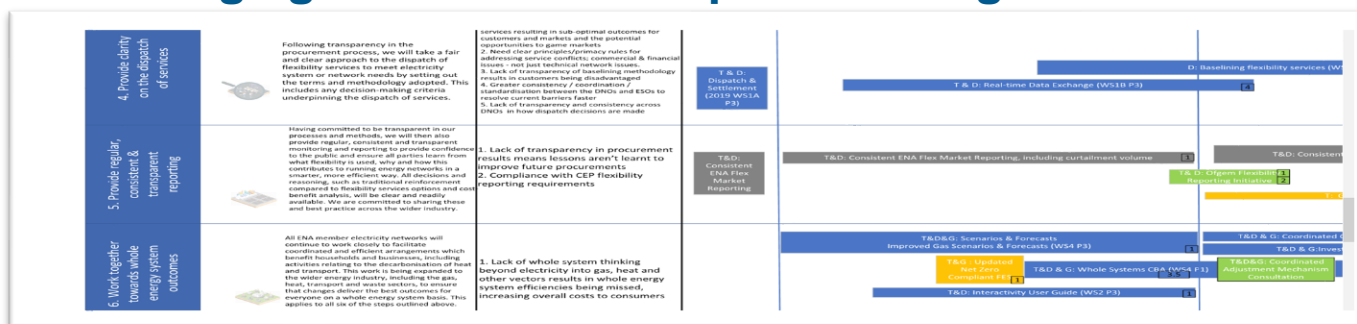 4. Provide clarity
on the dispatch
of services
Following transparency in the
procurement process, we will take a fair
and clear approach to the dispatch of
flexibility services to meet electricity
system or network needs by setting out
the terms and methodology adopted. This
includes any decision-making criteria
underpinning the dispatch of services.
services resulting in sub-optimal outcomes for
customers and markets and the potential
opportunities to game markets
2. Need clear principles/primacy rules for
addressing service conflicts; commercial & financial
issues - not just technical network issues.
3. Lack of transparency of baselining methodology
results in customers being disadvantaged
4. Greater consistency / coordination /
standardisation between the DNOs and ESOs to
resolve current barriers faster
5. Lack of transparency and consistency across
DNOs in how dispatch decisions are made
T & D:
Dispatch &
Settlement
(2019 WS1A
P3)
D: Baselining flexibility services (WS
T & D: Real-time Data Exchange (WS1B P3)
4
5. Provide regular,
consistent &
transparent
reporting
Having committed to be transparent in our
processes and methods, we will then also
provide regular, consistent and transparent
monitoring and reporting to provide confidence
to the public and ensure all parties learn from
what flexibility is used, why and how this
contributes to running energy networks in a
smarter, more efficient way. All decisions and
reasoning, such as traditional reinforcement
compared to flexibility services options and cost
benefit analysis, will be clear and readily
available. We are committed to sharing these
and best practice across the wider industry.
1. Lack of transparency in procurement
results means lessons aren't learnt to
improve future procurements
2. Compliance with CEP flexibility
reporting requirements
T&D:
Consistent
ENA Flex
Market
Reporting
T&D: Consistent ENA Flex Market Reporting, including curtailment volume
1
T&D: Consistent
T& D: Ofgem Flexibility
Reporting Initiative
1
2
6. Work together
towards whole
energy system
outcomes
All ENA member electricity networks will
continue to work closely to facilitate
coordinated and efficient arrangements which
benefit households and businesses, including
activities relating to the decarbonisation of heat
and transport. This work is being expanded to
the wider energy industry, including the gas,
heat, transport and waste sectors, to ensure
that changes deliver the best outcomes for
everyone on a whole energy system basis. This
applies to all six of the steps outlined above.
1. Lack of whole system thinking
beyond electricity into gas, heat and
other vectors results in whole energy
system efficiencies being missed,
increasing overall costs to consumers
T&D&G: Scenarios & Forecasts
Improved Gas Scenarios & Forecasts (WS4 P3)
1
T&G - Updated
Net Zero
Compliant FES
1
T&D & G: Whole Systems CBA (WS4 P1)
T&D: Interactivity User Guide (WS2 P3)
1
T&D & G: Coordinated
T&D & G:Invest
T&D&G: Coordinated
Adjustment Mechanism
Consultation